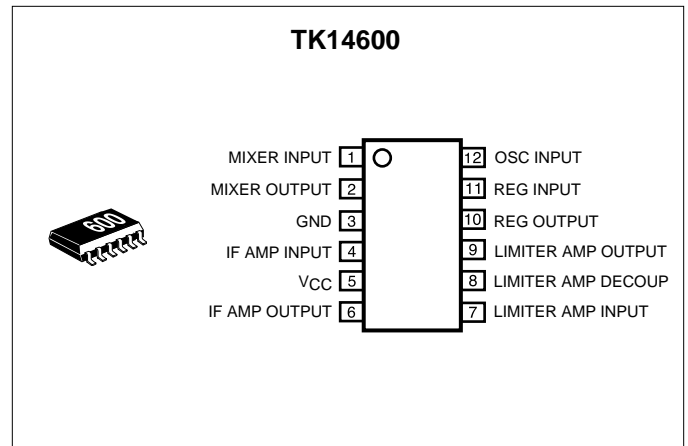 TK14600
MIXER INPUT 1
MIXER OUTPUT 2
GND 3
IF AMP INPUT 4
VCC 5
IF AMP OUTPUT 6
12 OSC INPUT
11 REG INPUT
10 REG OUTPUT
9 LIMITER AMP OUTPUT
8 LIMITER AMP DECOUP
7 LIMITER AMP INPUT
600